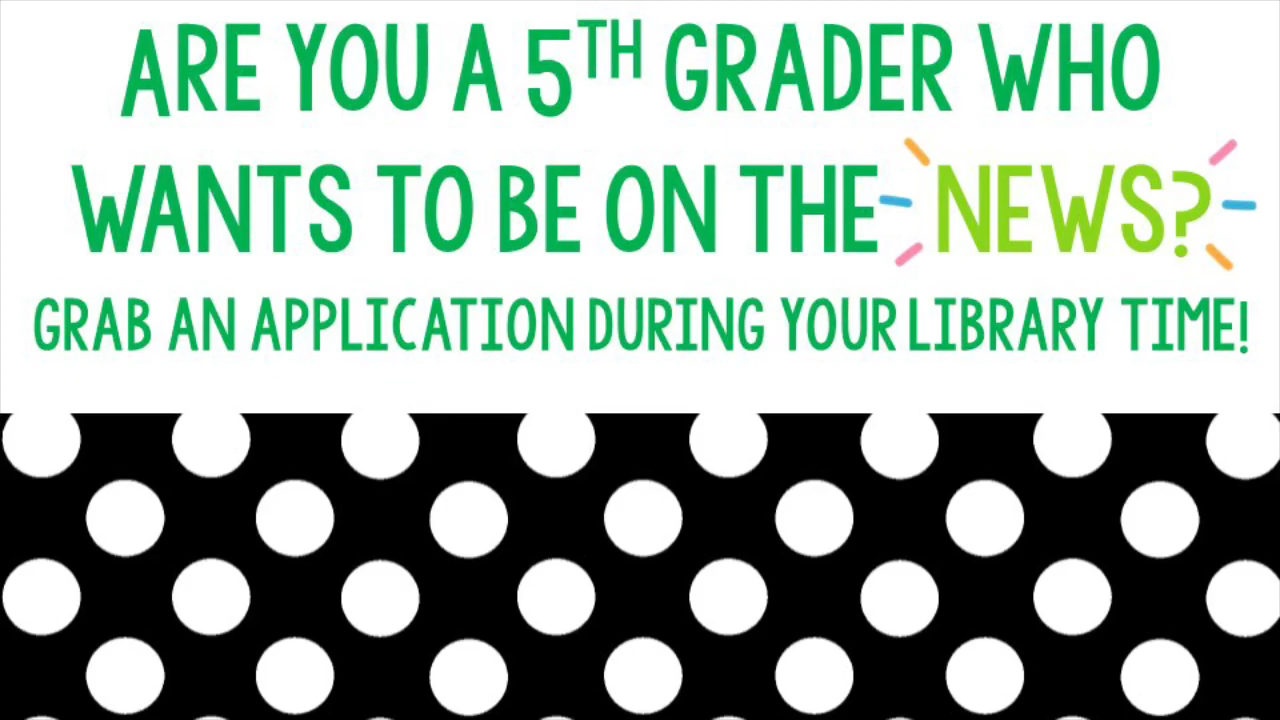 ARE YOU A 5TH GRADER WHO
WANTS TO BE ON THE NEWS?
GRAB AN APPLICATION DURING YOUR LIBRARY TIME!